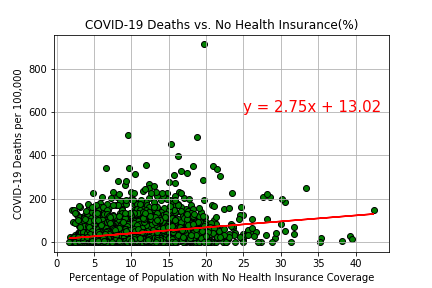 COVID-19 Deaths vs. No Health Insurance(%)
COVID-19 Deaths per 100,000
800
600
400
200
0
y = 2.75x + 13.02
0 5 10 15 20 25 30 35 40
Percentage of Population with No Health Insurance Coverage